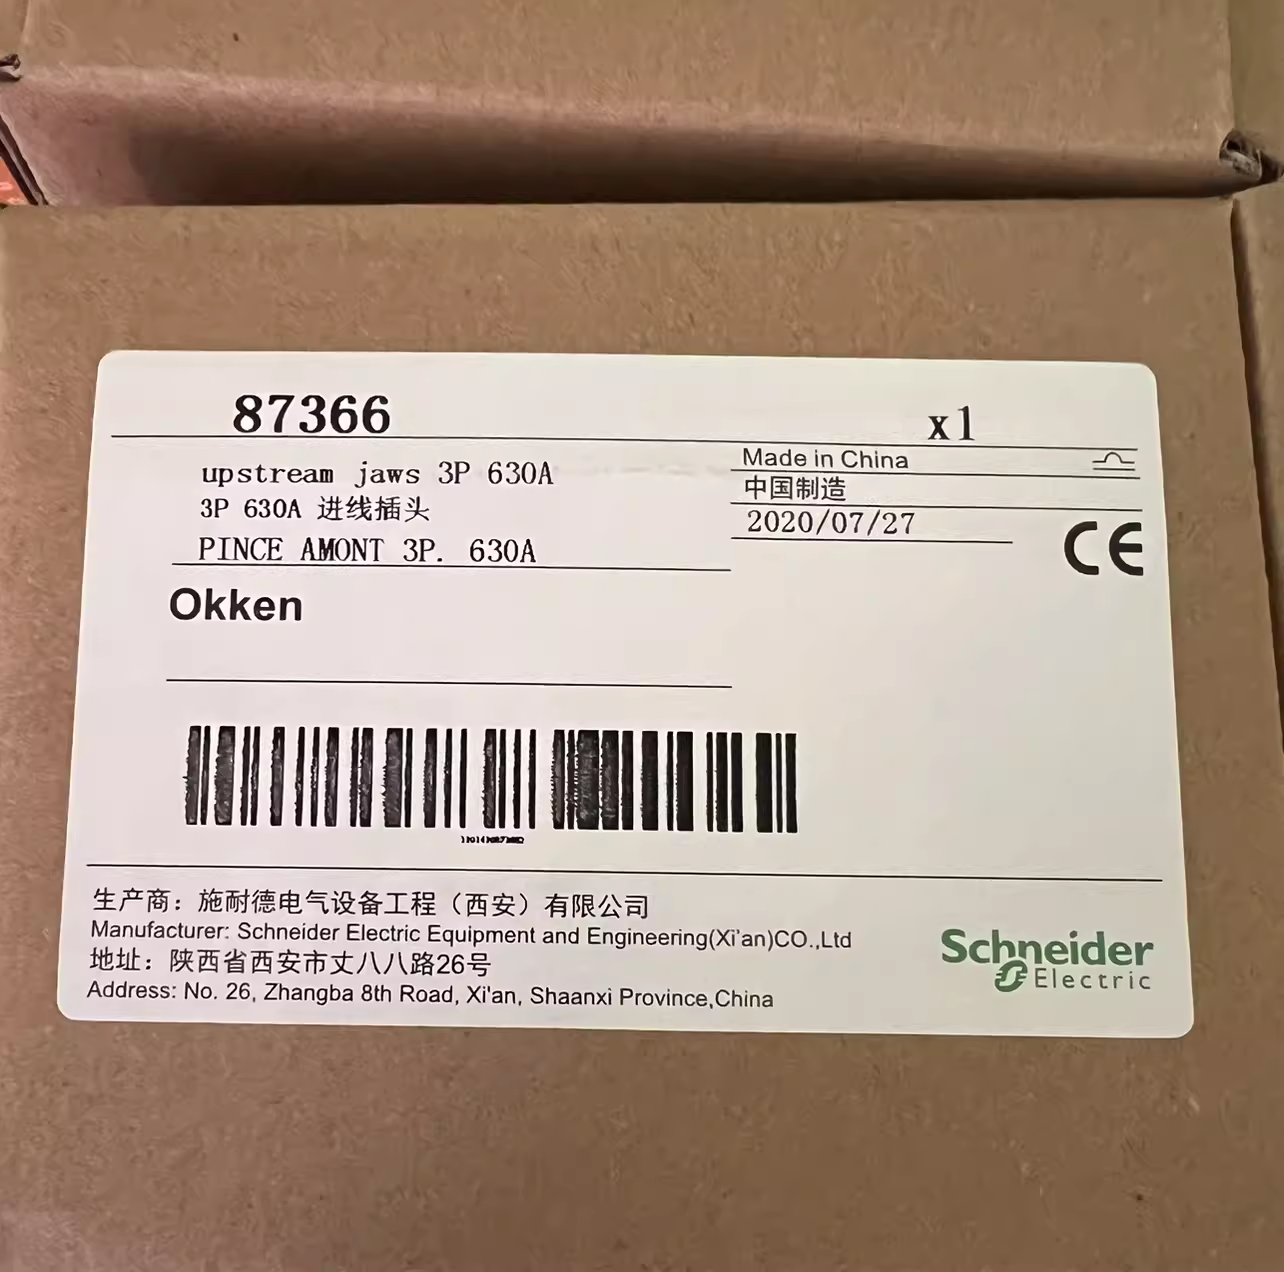 87366
x1
upstream jaws 3P 630A
3P 630A 进线插头
PINCE AMONT 3P. 630A
Made in China
中国制造
2020/07/27
CE
Okken
生产商：施耐德电气设备工程（西安）有限公司
Manufacturer: Schneider Electric Equipment and Engineering(Xi'an)CO.,Ltd
地址：陕西省西安市丈八八路26号
Address: No. 26, Zhangba 8th Road, Xi'an, Shaanxi Province,China
Schneider
Electric